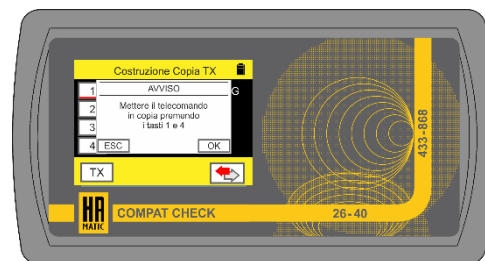 Costruzione Copia TX
1
AVVISO
G
Mettere il telecomando
in copia premendo
i tasti 1 e 4
2
3
4
ESC
OK
TX
433-868
HR
MATIC
COMPAT CHECK
26-40